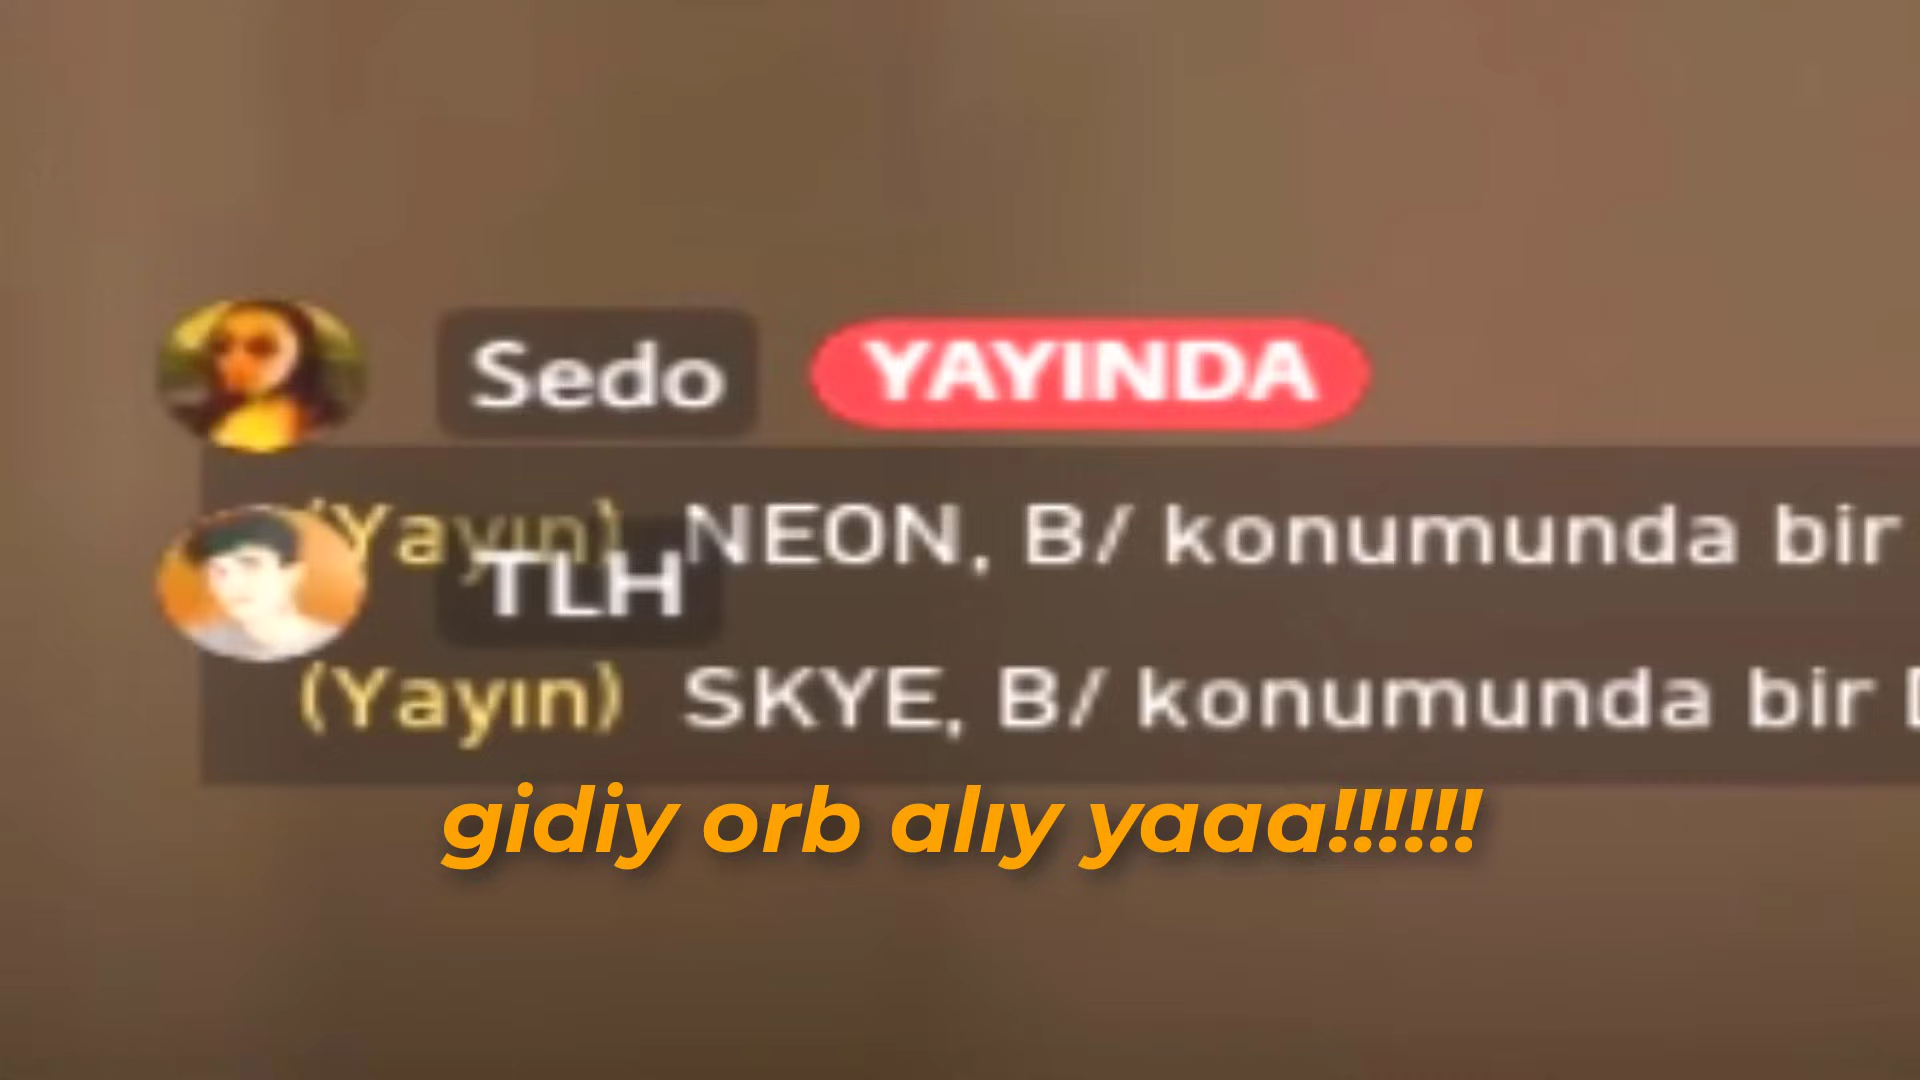 Sedo YAYINDA
(Yayın) NEON, B/ konumunda bir
TLH
(Yayın) SKYE, B/ konumunda bir
gidiy orb alıy yaaa!!!!!!